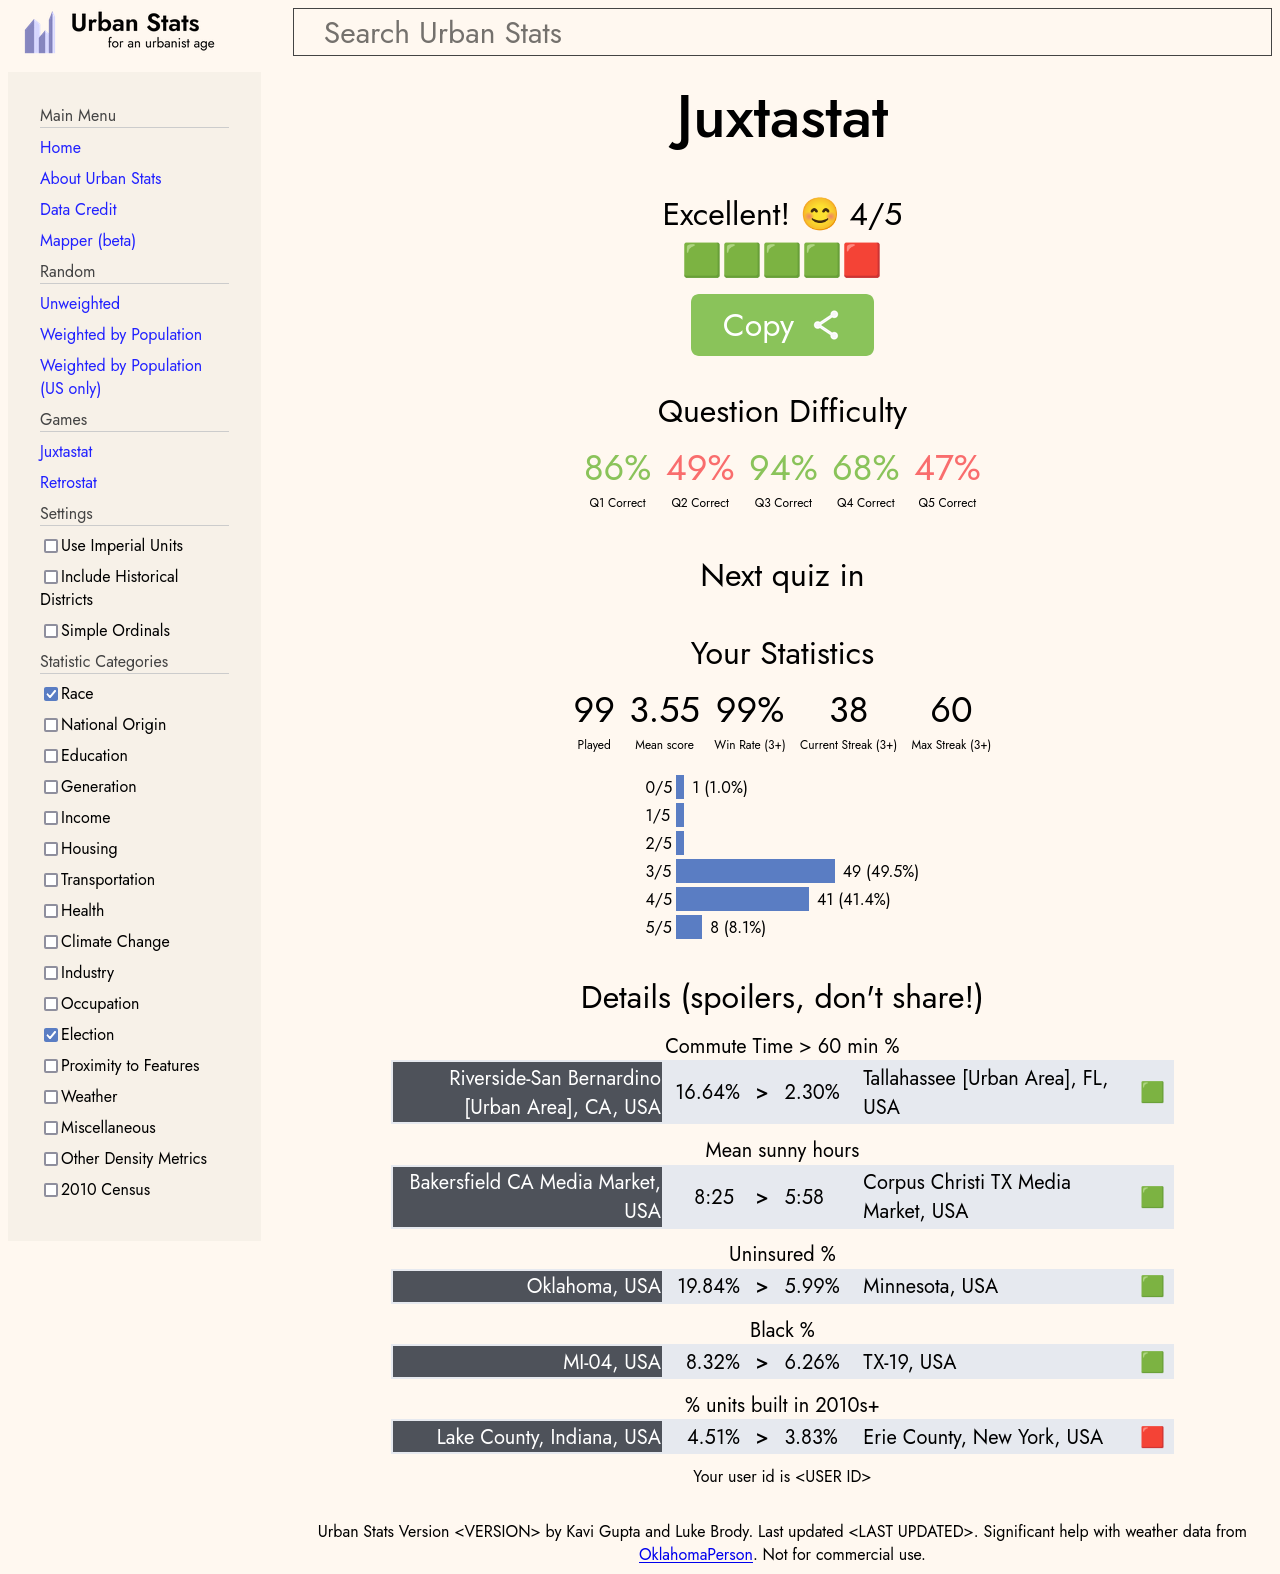 Urban Stats
for an urbanist age
Search Urban Stats
Main Menu
Home
About Urban Stats
Data Credit
Mapper (beta)
Random
Unweighted
Weighted by Population
Weighted by Population
(US only)
Games
Juxtastat
Retrostat
Settings
Use Imperial Units
Include Historical
Districts
Simple Ordinals
Statistic Categories
Race
National Origin
Education
Generation
Income
Housing
Transportation
Health
Climate Change
Industry
Occupation
Election
Proximity to Features
Weather
Miscellaneous
Other Density Metrics
2010 Census
Juxtastat
Excellent! 😊 4/5
🟩🟩🟩🟩🟥
Copy
Question Difficulty
86% 49% 94% 68% 47%
Q1 Correct Q2 Correct Q3 Correct Q4 Correct Q5 Correct
Next quiz in
Your Statistics
99 3.55 99% 38 60
Played Mean score Win Rate (3+) Current Streak (3+) Max Streak (3+)
0/5 1 (1.0%)
1/5
2/5
3/5 49 (49.5%)
4/5 41 (41.4%)
5/5 8 (8.1%)
Details (spoilers, don't share!)
Commute Time > 60 min %
Riverside-San Bernardino
[Urban Area], CA, USA
16.64% > 2.30%
Tallahassee [Urban Area], FL,
USA
🟩
Mean sunny hours
Bakersfield CA Media Market,
USA
8:25 > 5:58
Corpus Christi TX Media
Market, USA
🟩
Uninsured %
Oklahoma, USA 19.84% > 5.99% Minnesota, USA 🟩
Black %
MI-04, USA 8.32% > 6.26% TX-19, USA 🟩
% units built in 2010s+
Lake County, Indiana, USA 4.51% > 3.83% Erie County, New York, USA 🟥
Your user id is <USER ID>
Urban Stats Version <VERSION> by Kavi Gupta and Luke Brody. Last updated <LAST UPDATED>. Significant help with weather data from
OklahomaPerson. Not for commercial use.